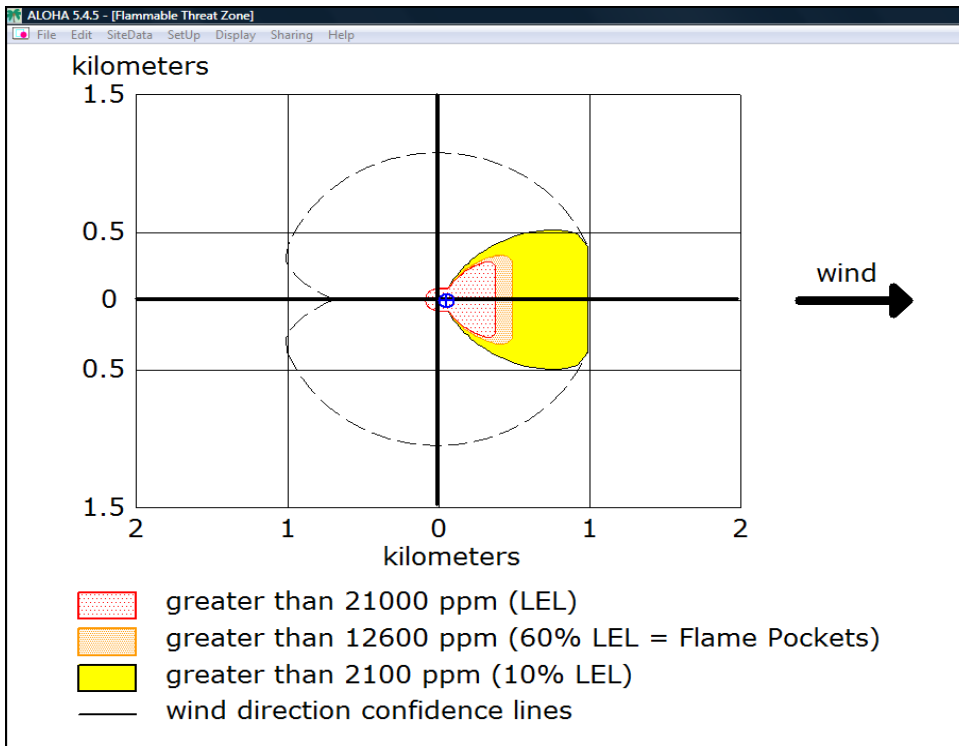 ALOHA 5.4.5 - [Flammable Threat Zone]
File Edit SiteData SetUp Display Sharing Help
kilometers
1.5
0.5
0
0.5
1.5
2 1 0 1 2
kilometers
wind
greater than 21000 ppm (LEL)
greater than 12600 ppm (60% LEL = Flame Pockets)
greater than 2100 ppm (10% LEL)
wind direction confidence lines